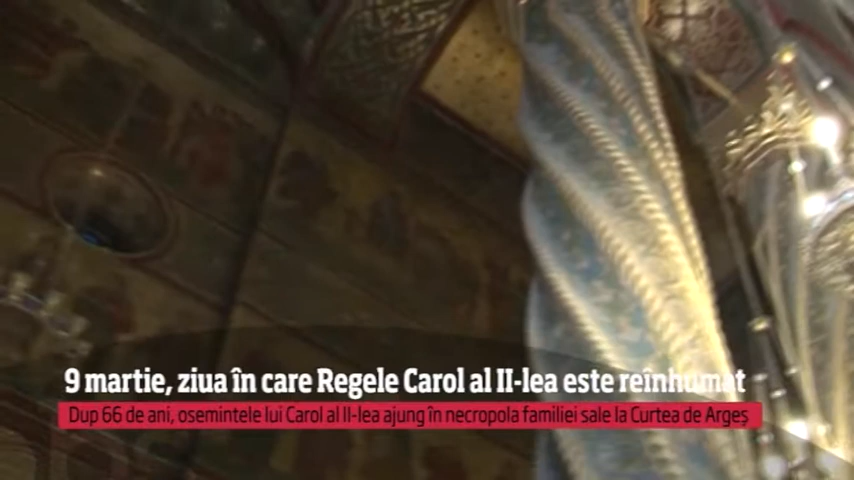 9 martie, ziua în care Regele Carol al II-lea este reînhumat
Dup 66 de ani, osemintele lui Carol al II-lea ajung în necropola familiei sale la Curtea de Argeș